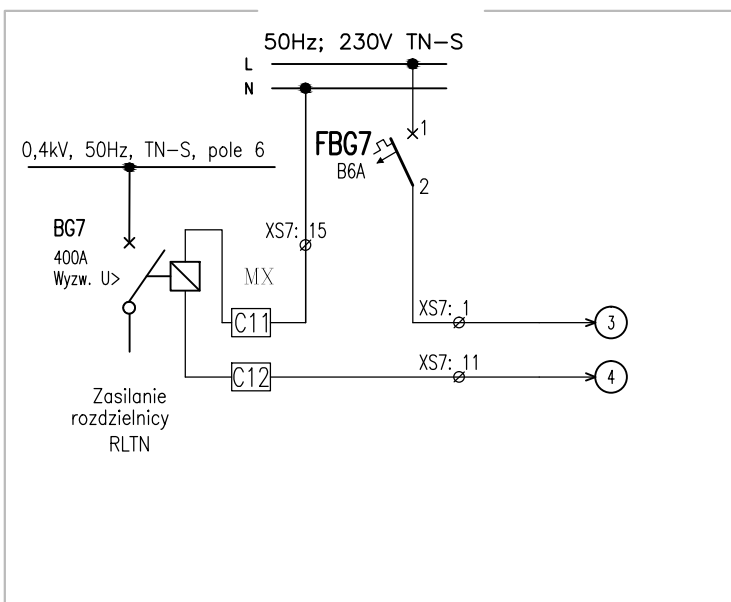 50Hz; 230V TN-S
L
N
FBG7
B6A
1
2
0,4kV, 50Hz, TN-S, pole 6
BG7
400A
Wyzw. U>
XS7: 15
MX
C11
XS7: 1
3
C12
XS7: 11
4
Zasilanie
rozdzielnicy
RLTN